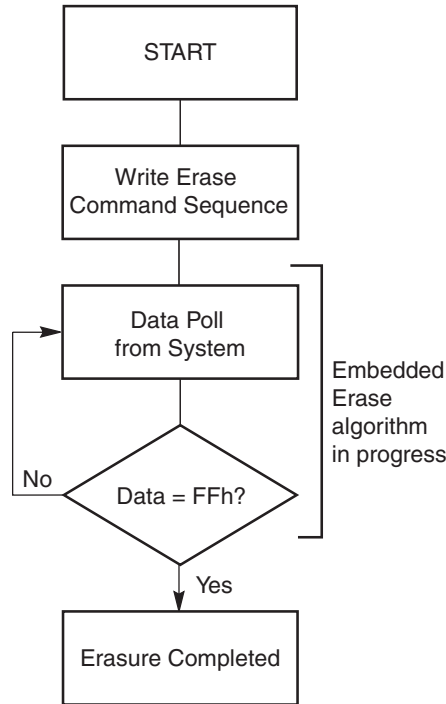 START
Write Erase
Command Sequence
Data Poll
from System
Embedded
Erase
algorithm
in progress
No
Data = FFh?
Yes
Erasure Completed